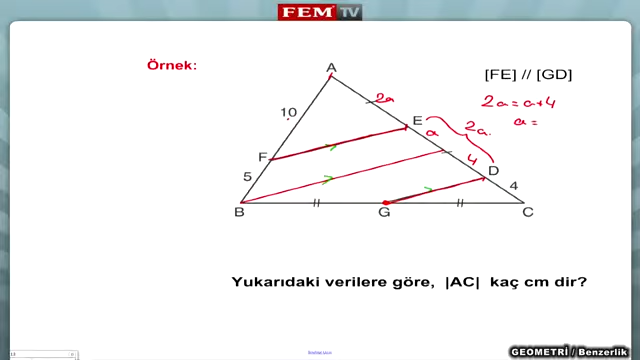 FEM TV
Örnek:
[FE] // [GD]
A
2a
2a = a+4
10
E
a =
a
2a
F
4
D
5
4
B
G
C
Yukarıdaki verilere göre, |AC| kaç cm dir?
GEOMETRİ / Benzerlik